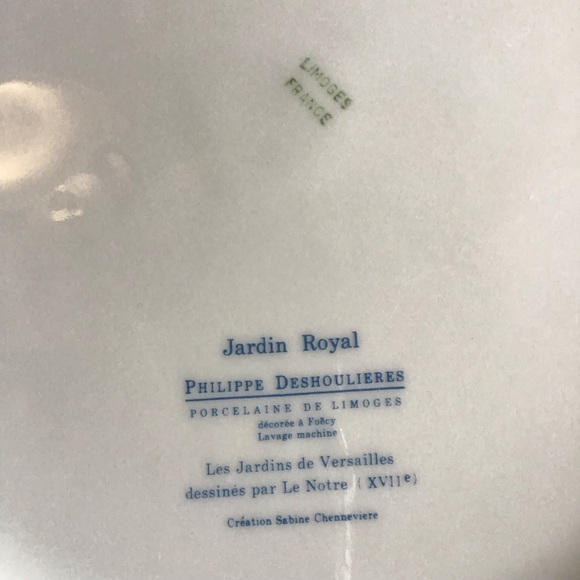 LIMOGES
FRANCE
Jardin Royal
PHILIPPE DESHOULIERES
PORCELAINE DE LIMOGES
décorée à Foëcy
Lavage machine
Les Jardins de Versailles
dessinés par Le Notre (XVIIe)
Création Sabine Chenneviere